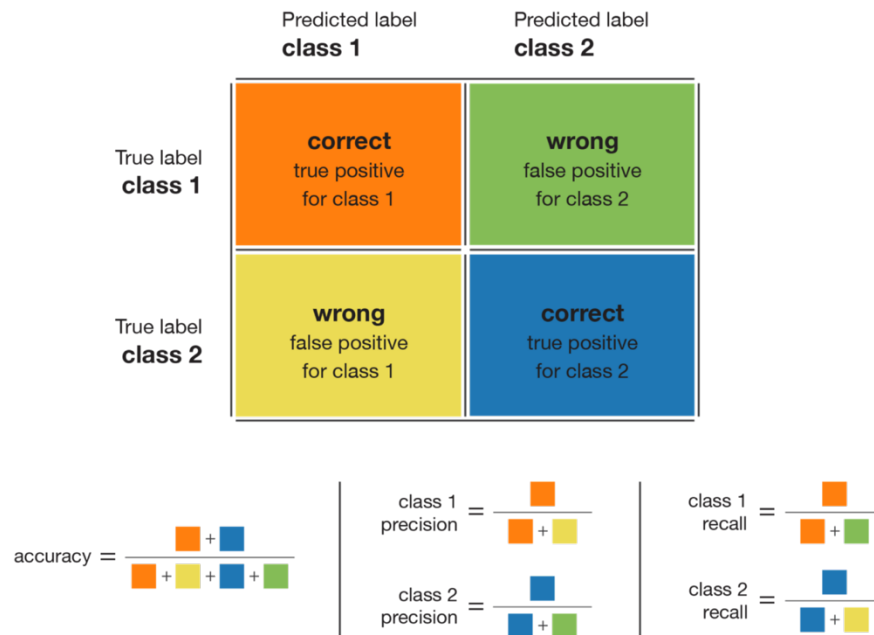 Predicted label
class 1
Predicted label
class 2
True label
class 1
correct
true positive
for class 1
wrong
false positive
for class 2
True label
class 2
wrong
false positive
for class 1
correct
true positive
for class 2
accuracy =
+
+ + +
class 1
precision =
+
class 2
precision =
+
class 1
recall =
+
class 2
recall =
+